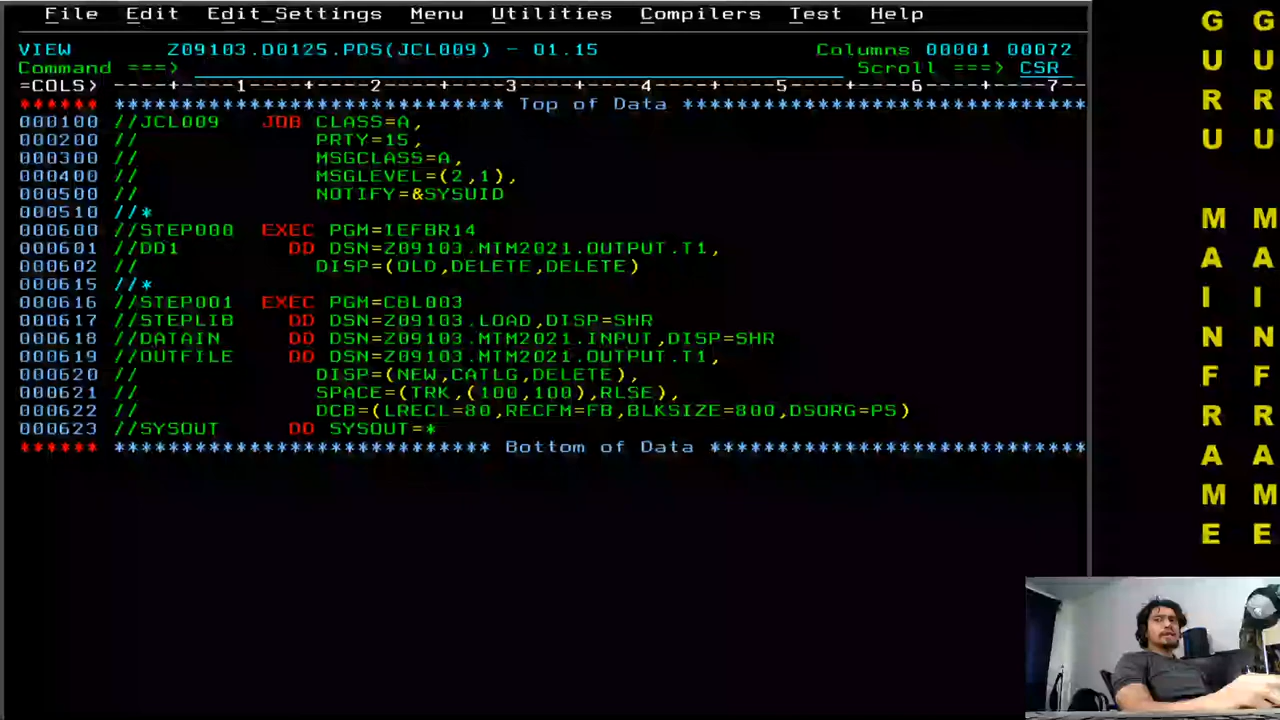 File Edit Edit_Settings Menu Utilities Compilers Test Help
VIEW Z09103.D0125.PDS(JCL009) - 01.15 Columns 00001 00072
Command ===> Scroll ===> CSR
=COLS> ----+----1----+----2----+----3----+----4----+----5----+----6----+----7--
****** ***************************** Top of Data ******************************
000100 //JCL009 JOB CLASS=A,
000200 // PRTY=15,
000300 // MSGCLASS=A,
000400 // MSGLEVEL=(2,1),
000500 // NOTIFY=&SYSUID
000510 //*
000600 //STEP000 EXEC PGM=IEFBR14
000601 //DD1 DD DSN=Z09103.MTM2021.OUTPUT.T1,
000602 // DISP=(OLD,DELETE,DELETE)
000615 //*
000616 //STEP001 EXEC PGM=CBL003
000617 //STEPLIB DD DSN=Z09103.LOAD,DISP=SHR
000618 //DATAIN DD DSN=Z09103.MTM2021.INPUT,DISP=SHR
000619 //OUTFILE DD DSN=Z09103.MTM2021.OUTPUT.T1,
000620 // DISP=(NEW,CATLG,DELETE),
000621 // SPACE=(TRK,(100,100),RLSE),
000622 // DCB=(LRECL=80,RECFM=FB,BLKSIZE=800,DSORG=PS)
000623 //SYSOUT DD SYSOUT=*
****** **************************** Bottom of Data ****************************
GURU MAINFRAME
GURU MAINFRAME